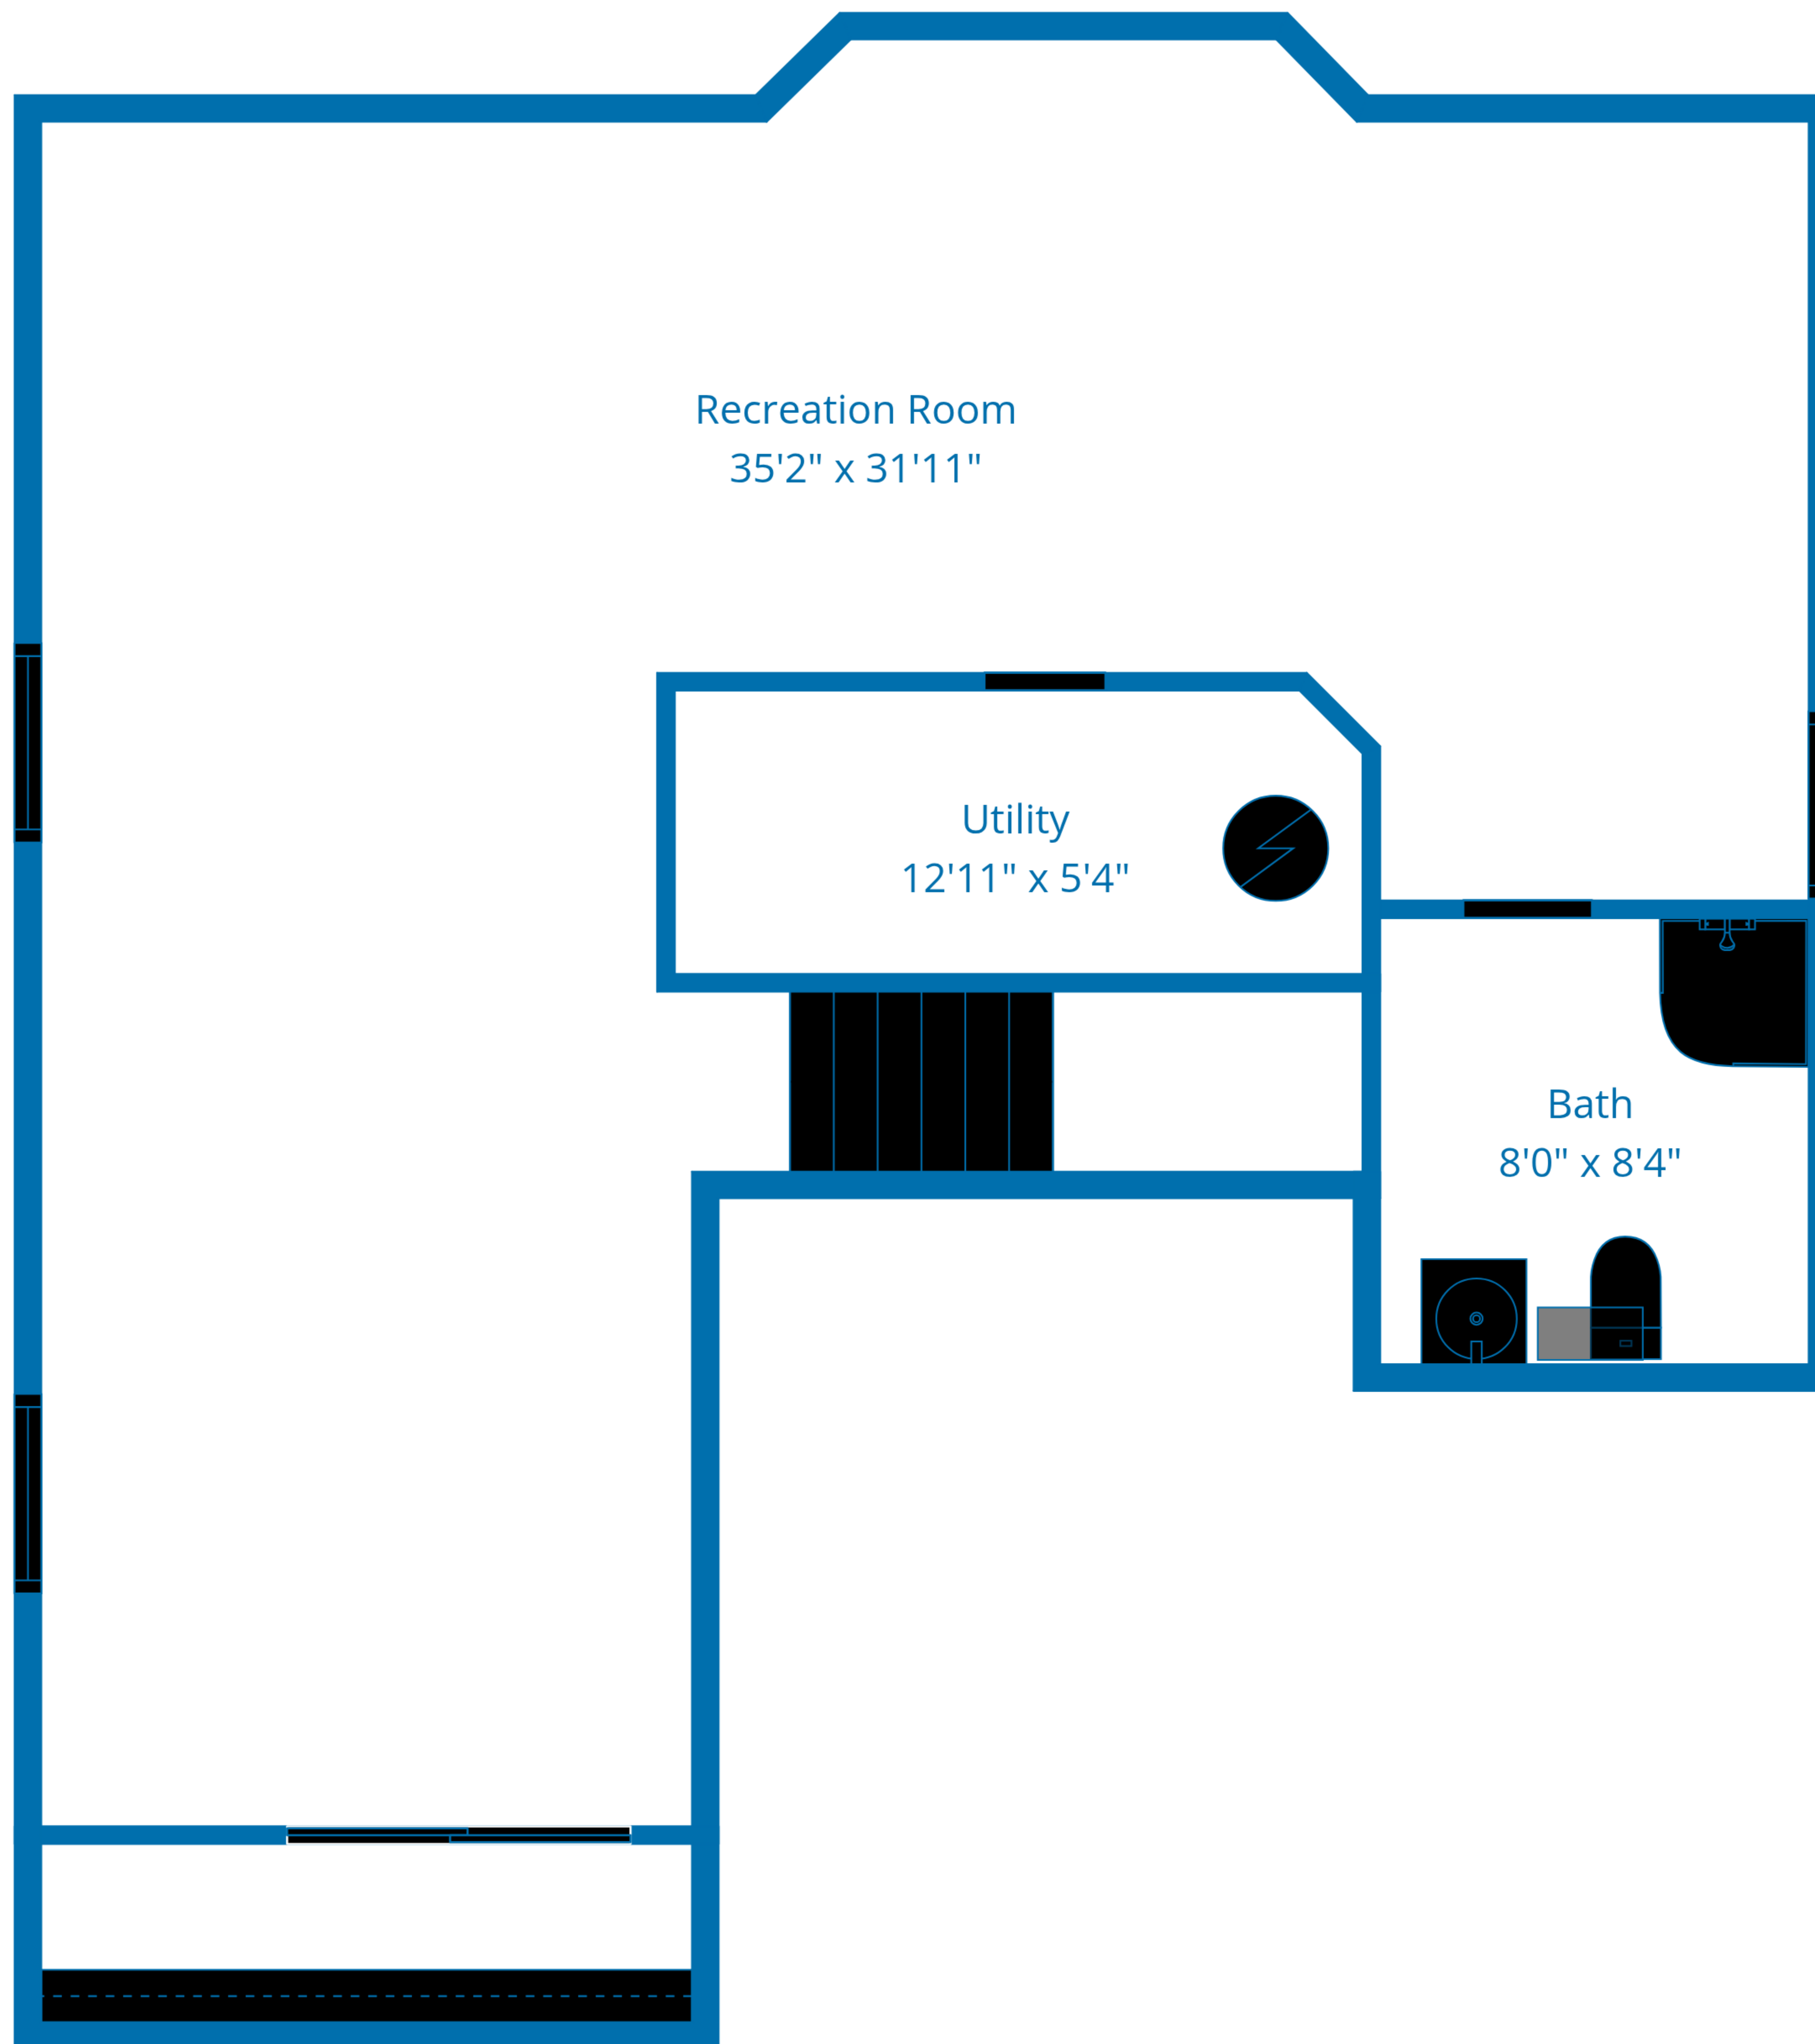 Recreation Room
35'2" x 31'11"
Utility
12'11" x 5'4"
Bath
8'0" x 8'4"